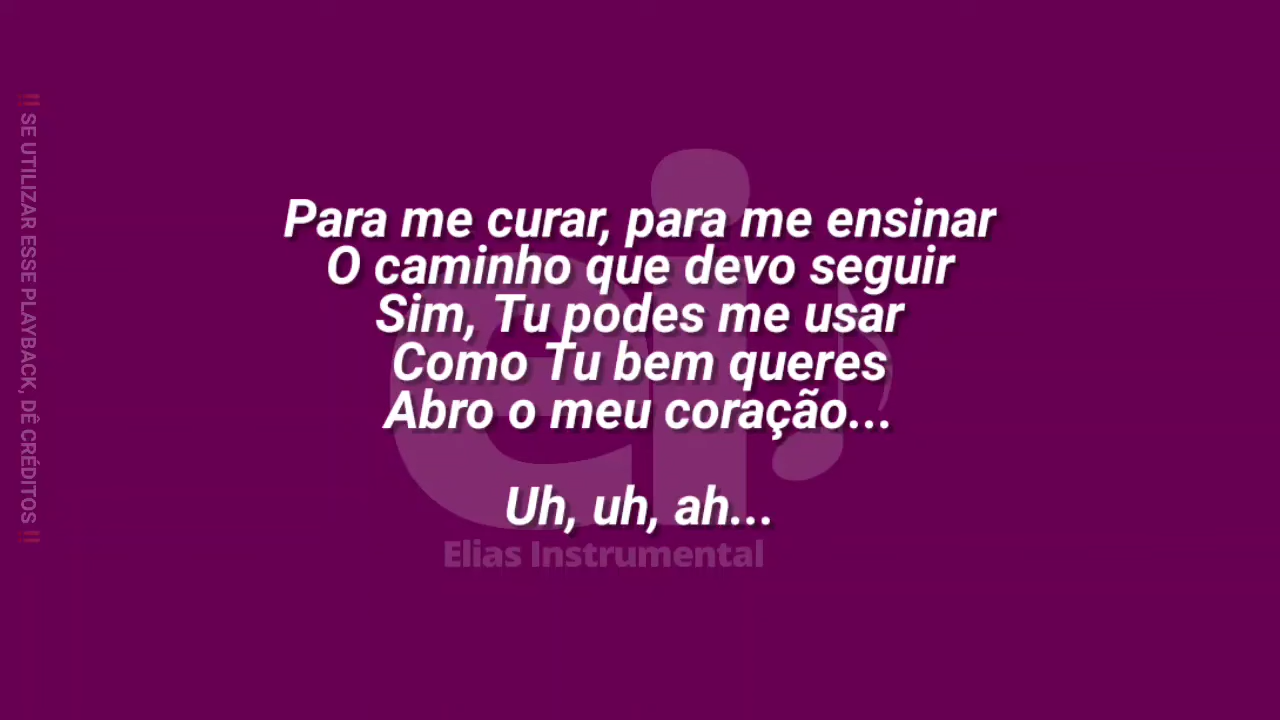 !! SE UTILIZAR ESSE PLAYBACK, DÊ CRÉDITOS !!
Para me curar, para me ensinar
O caminho que devo seguir
Sim, Tu podes me usar
Como Tu bem queres
Abro o meu coração...
Uh, uh, ah...
ei
Elias Instrumental